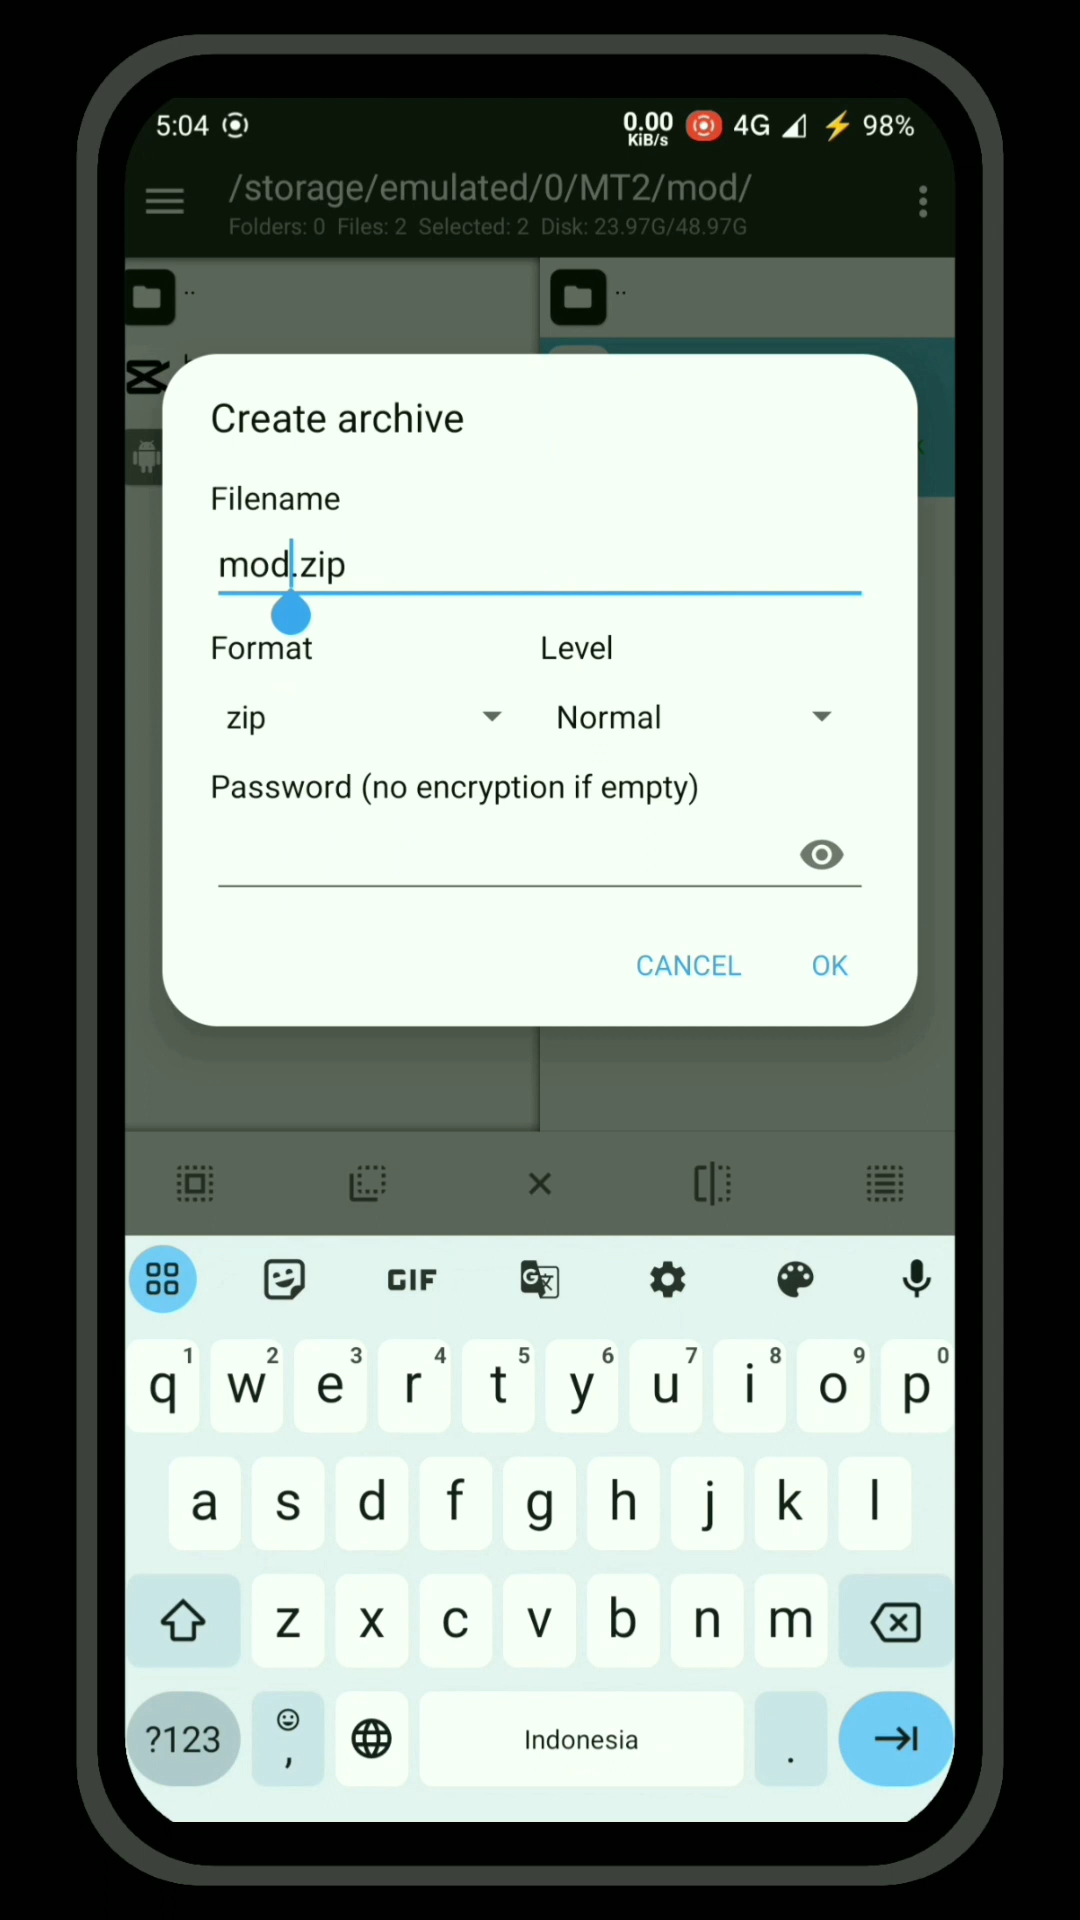 5:04 0.00 KiB/s 4G 98%
/storage/emulated/0/MT2/mod/
Folders: 0 Files: 2 Selected: 2 Disk: 23.97G/48.97G
.. ..
Create archive
Filename
mod.zip
Format Level
zip Normal
Password (no encryption if empty)
CANCEL OK
GIF G
1 2 3 4 5 6 7 8 9 0
q w e r t y u i o p
a s d f g h j k l
z x c v b n m
?123 , Indonesia .